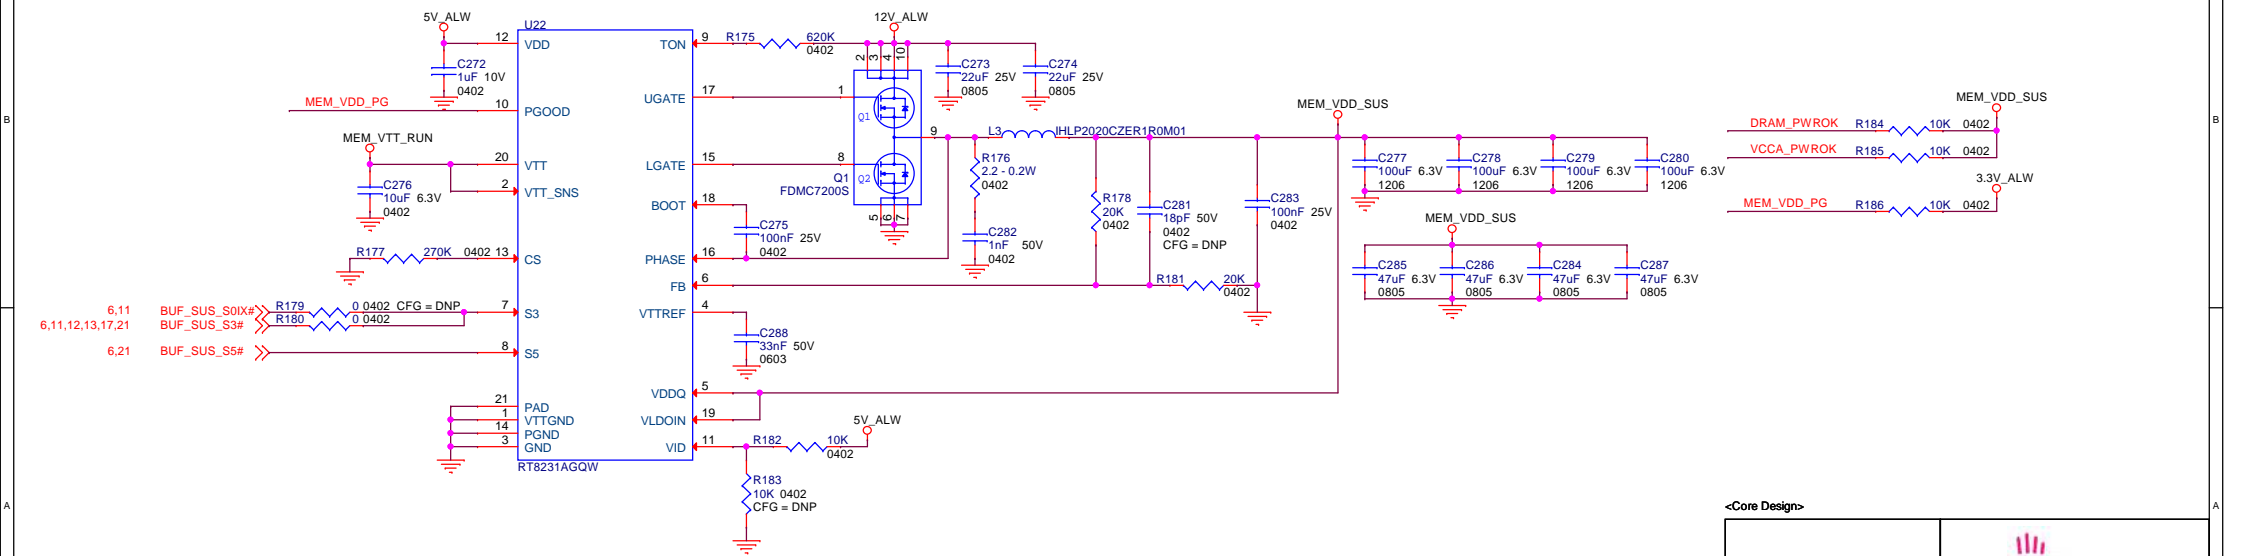 5V_ALW
U22
12V_ALW
12 VDD
TON 9 R175 620K
0402
2 3 4 10
C272
1uF 10V
0402
C273
22uF 25V
0805
C274
22uF 25V
0805
MEM_VDD_PG 10 PGOOD
UGATE 17 1
Q1
MEM_VDD_SUS
MEM_VDD_SUS
B
B
MEM_VTT_RUN
9 L3 IHLP2020CZER1R0M01
DRAM_PWROK R184 10K 0402
VCCA_PWROK R185 10K 0402
20 VTT
LGATE 15 8
Q2
Q1
FDMC7200S
5 6 7
R176
2.2 - 0.2W
0402
C277
100uF 6.3V
1206
C278
100uF 6.3V
1206
C279
100uF 6.3V
1206
C280
100uF 6.3V
1206
2 VTT_SNS
C276
10uF 6.3V
0402
3.3V_ALW
MEM_VDD_PG R186 10K 0402
BOOT 18
C275
100nF 25V
0402
R178
20K
0402
C281
18pF 50V
0402
CFG = DNP
C283
100nF 25V
0402
MEM_VDD_SUS
C282
1nF 50V
0402
R177 270K 0402 13 CS
PHASE 16
FB 6
R181 20K
0402
C285
47uF 6.3V
0805
C286
47uF 6.3V
0805
C284
47uF 6.3V
0805
C287
47uF 6.3V
0805
6,11 BUF_SUS_S0IX# R179 0 0402 CFG = DNP 7 S3
6,11,12,13,17,21 BUF_SUS_S3# R180 0 0402
VTTREF 4
C288
33nF 50V
0603
6,21 BUF_SUS_S5# 8 S5
VDDQ 5
21 PAD
1 VTTGND
14 PGND
3 GND
VLDOIN 19
5V_ALW
VID 11 R182 10K
0402
RT8231AGQW
R183
10K 0402
CFG = DNP
A
A
<Core Design>